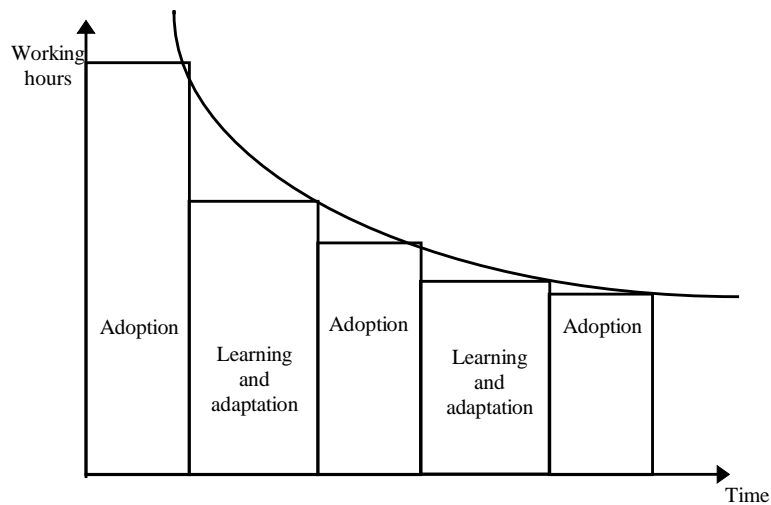 Working
hours
Adoption
Learning
and
adaptation
Adoption
Learning
and
adaptation
Adoption
Time